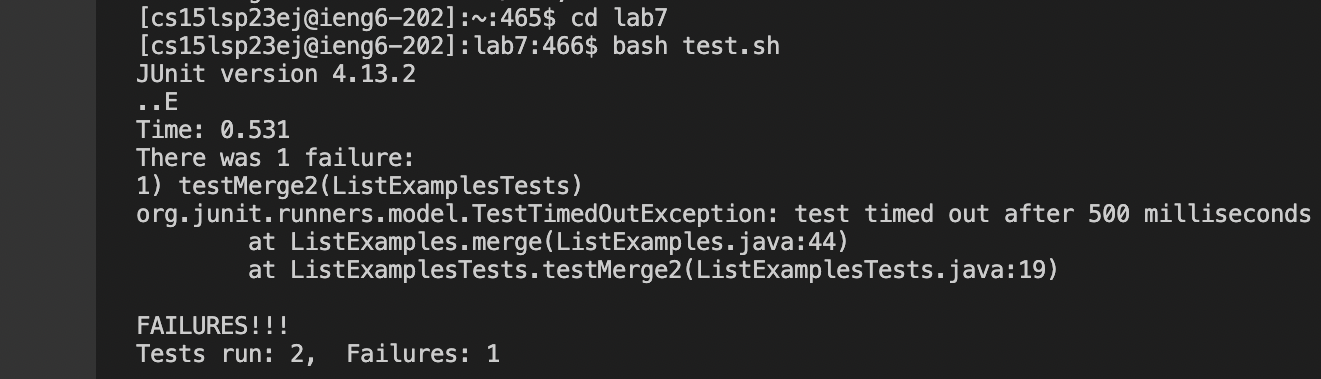 [cs15lsp23ej@ieng6-202]:~:465$ cd lab7
[cs15lsp23ej@ieng6-202]:lab7:466$ bash test.sh
JUnit version 4.13.2
..E
Time: 0.531
There was 1 failure:
1) testMerge2(ListExamplesTests)
org.junit.runners.model.TestTimedOutException: test timed out after 500 milliseconds
        at ListExamples.merge(ListExamples.java:44)
        at ListExamplesTests.testMerge2(ListExamplesTests.java:19)

FAILURES!!!
Tests run: 2,  Failures: 1